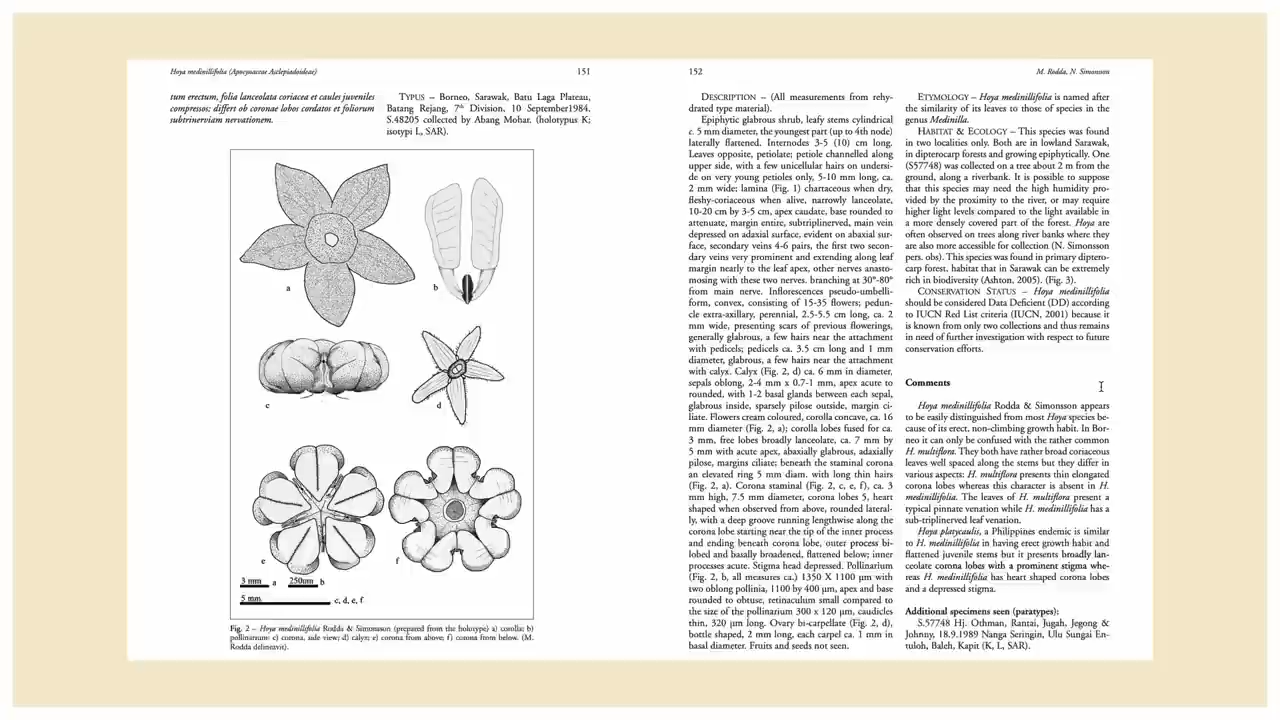 Hoya medinillifolia (Apocynaceae Asclepiadoideae) 151
tum erectum, folia lanceolata coriacea et caules juveniles
compressos; differt ob coronae lobos cordatos et foliorum
subtrinerviam nervationem.
TYPUS – Borneo, Sarawak, Batu Laga Plateau,
Batang Rejang, 7th Division, 10 September1984,
S.48205 collected by Abang Mohar. (holotypus K;
isotypi L, SAR).
a
b
c
d
e
f
3 mm a 250um b
5 mm c, d, e, f
Fig. 2 – Hoya medinillifolia Rodda & Simonsson (prepared from the holotype) a) corolla; b)
pollinarium: c) corona, side view; d) calyx; e) corona from above; f) corona from below. (M.
Rodda delineavit).
152 M. Rodda, N. Simonson
DESCRIPTION – (All measurements from rehy-
drated type material).
Epiphytic glabrous shrub, leafy stems cylindrical
c. 5 mm diameter, the youngest part (up to 4th node)
laterally flattened. Internodes 3-5 (10) cm long.
Leaves opposite, petiolate; petiole channelled along
upper side, with a few unicellular hairs on undersi-
de on very young petioles only, 5-10 mm long, ca.
2 mm wide; lamina (Fig. 1) chartaceous when dry,
fleshy-coriaceous when alive, narrowly lanceolate,
10-20 cm by 3-5 cm, apex caudate, base rounded to
attenuate, margin entire, subtriplinerved, main vein
depressed on adaxial surface, evident on abaxial sur-
face, secondary veins 4-6 pairs, the first two secon-
dary veins very prominent and extending along leaf
margin nearly to the leaf apex, other nerves anasto-
mosing with these two nerves. branching at 30°-80°
from main nerve. Inflorescences pseudo-umbelli-
form, convex, consisting of 15-35 flowers; pedun-
cle extra-axillary, perennial, 2.5-5.5 cm long, ca. 2
mm wide, presenting scars of previous flowerings,
generally glabrous, a few hairs near the attachment
with pedicels; pedicels ca. 3.5 cm long and 1 mm
diameter, glabrous, a few hairs near the attachment
with calyx. Calyx (Fig. 2, d) ca. 6 mm in diameter,
sepals oblong, 2-4 mm x 0.7-1 mm, apex acute to
rounded, with 1-2 basal glands between each sepal,
glabrous inside, sparsely pilose outside, margin ci-
liate. Flowers cream coloured, corolla concave, ca. 16
mm diameter (Fig. 2, a); corolla lobes fused for ca.
3 mm, free lobes broadly lanceolate, ca. 7 mm by
5 mm with acute apex, abaxially glabrous, adaxially
pilose, margins ciliate; beneath the staminal corona
an elevated ring 5 mm diam. with long thin hairs
(Fig. 2, a). Corona staminal (Fig. 2, c, e, f), ca. 3
mm high, 7.5 mm diameter, corona lobes 5, heart
shaped when observed from above, rounded lateral-
ly, with a deep groove running lengthwise along the
corona lobe starting near the tip of the inner process
and ending beneath corona lobe, outer process bi-
lobed and basally broadened, flattened below; inner
processes acute. Stigma head depressed. Pollinarium
(Fig. 2, b, all measures ca.) 1350 X 1100 µm with
two oblong pollinia, 1100 by 400 µm, apex and base
rounded to obtuse, retinaculum small compared to
the size of the pollinarium 300 x 120 µm, caudicles
thin, 320 µm long. Ovary bi-carpellate (Fig. 2, d),
bottle shaped, 2 mm long, each carpel ca. 1 mm in
basal diameter. Fruits and seeds not seen.
ETYMOLOGY – Hoya medinillifolia is named after
the similarity of its leaves to those of species in the
genus Medinilla.
HABITAT & ECOLOGY – This species was found
in two localities only. Both are in lowland Sarawak,
in dipterocarp forests and growing epiphytically. One
(S57748) was collected on a tree about 2 m from the
ground, along a riverbank. It is possible to suppose
that this species may need the high humidity pro-
vided by the proximity to the river, or may require
higher light levels compared to the light available in
a more densely covered part of the forest. Hoya are
often observed on trees along river banks where they
are also more accessible for collection (N. Simonsson
pers. obs). This species was found in primary diptero-
carp forest, habitat that in Sarawak can be extremely
rich in biodiversity (Ashton, 2005). (Fig. 3).
CONSERVATION STATUS – Hoya medinillifolia
should be considered Data Deficient (DD) according
to IUCN Red List criteria (IUCN, 2001) because it
is known from only two collections and thus remains
in need of further investigation with respect to future
conservation efforts.
Comments
Hoya medinillifolia Rodda & Simonsson appears
to be easily distinguished from most Hoya species be-
cause of its erect, non-climbing growth habit. In Bor-
neo it can only be confused with the rather common
H. multiflora. They both have rather broad coriaceous
leaves well spaced along the stems but they differ in
various aspects: H. multiflora presents thin elongated
corona lobes whereas this character is absent in H.
medinillifolia. The leaves of H. multiflora present a
typical pinnate venation while H. medinillifolia has a
sub-triplinerved leaf venation.
Hoya platycaulis, a Philippines endemic is similar
to H. medinillifolia in having erect growth habit and
flattened juvenile stems but it presents broadly lan-
ceolate corona lobes with a prominent stigma whe-
reas H. medinillifolia has heart shaped corona lobes
and a depressed stigma.
Additional specimens seen (paratypes):
S.57748 Hj. Othman, Rantai, Jugah, Jegong &
Johnny, 18.9.1989 Nanga Seringin, Ulu Sungai En-
tuloh, Baleh, Kapit (K, L, SAR).